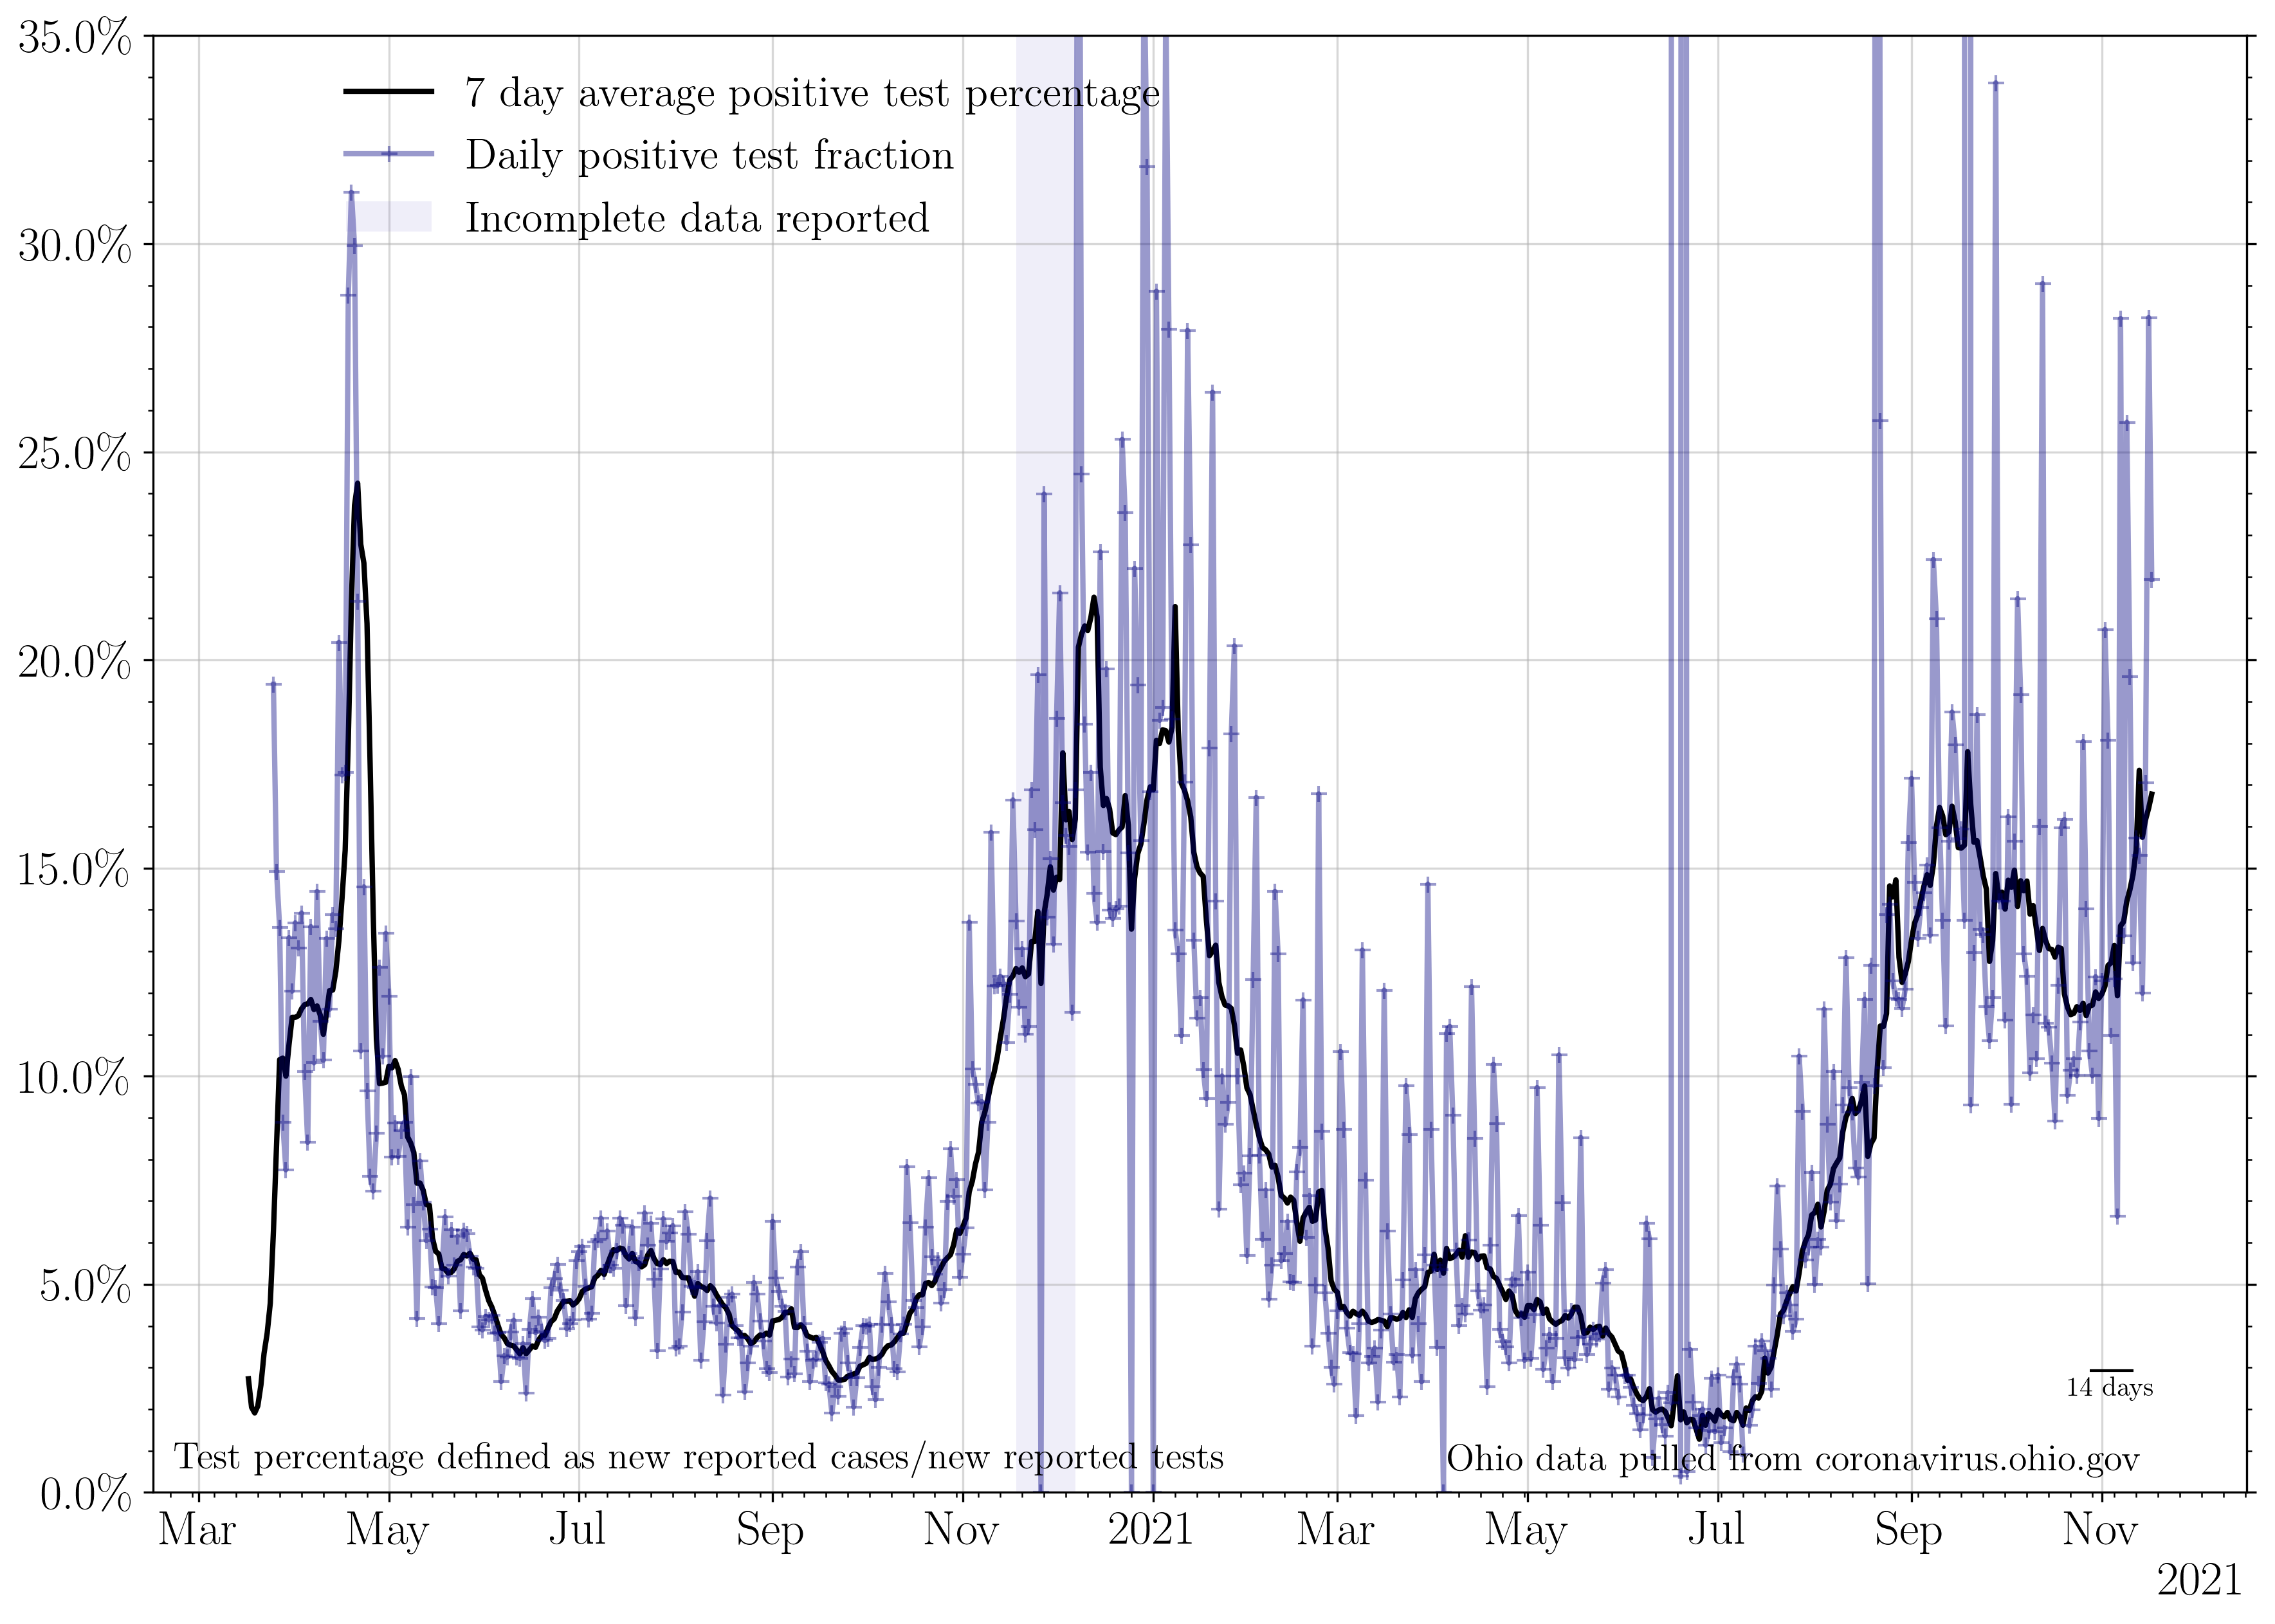 35.0%
30.0%
25.0%
20.0%
15.0%
10.0%
5.0%
0.0%
7 day average positive test percentage
Daily positive test fraction
Incomplete data reported
14 days
Test percentage defined as new reported cases/new reported tests
Ohio data pulled from coronavirus.ohio.gov
Mar May Jul Sep Nov 2021 Mar May Jul Sep Nov
2021